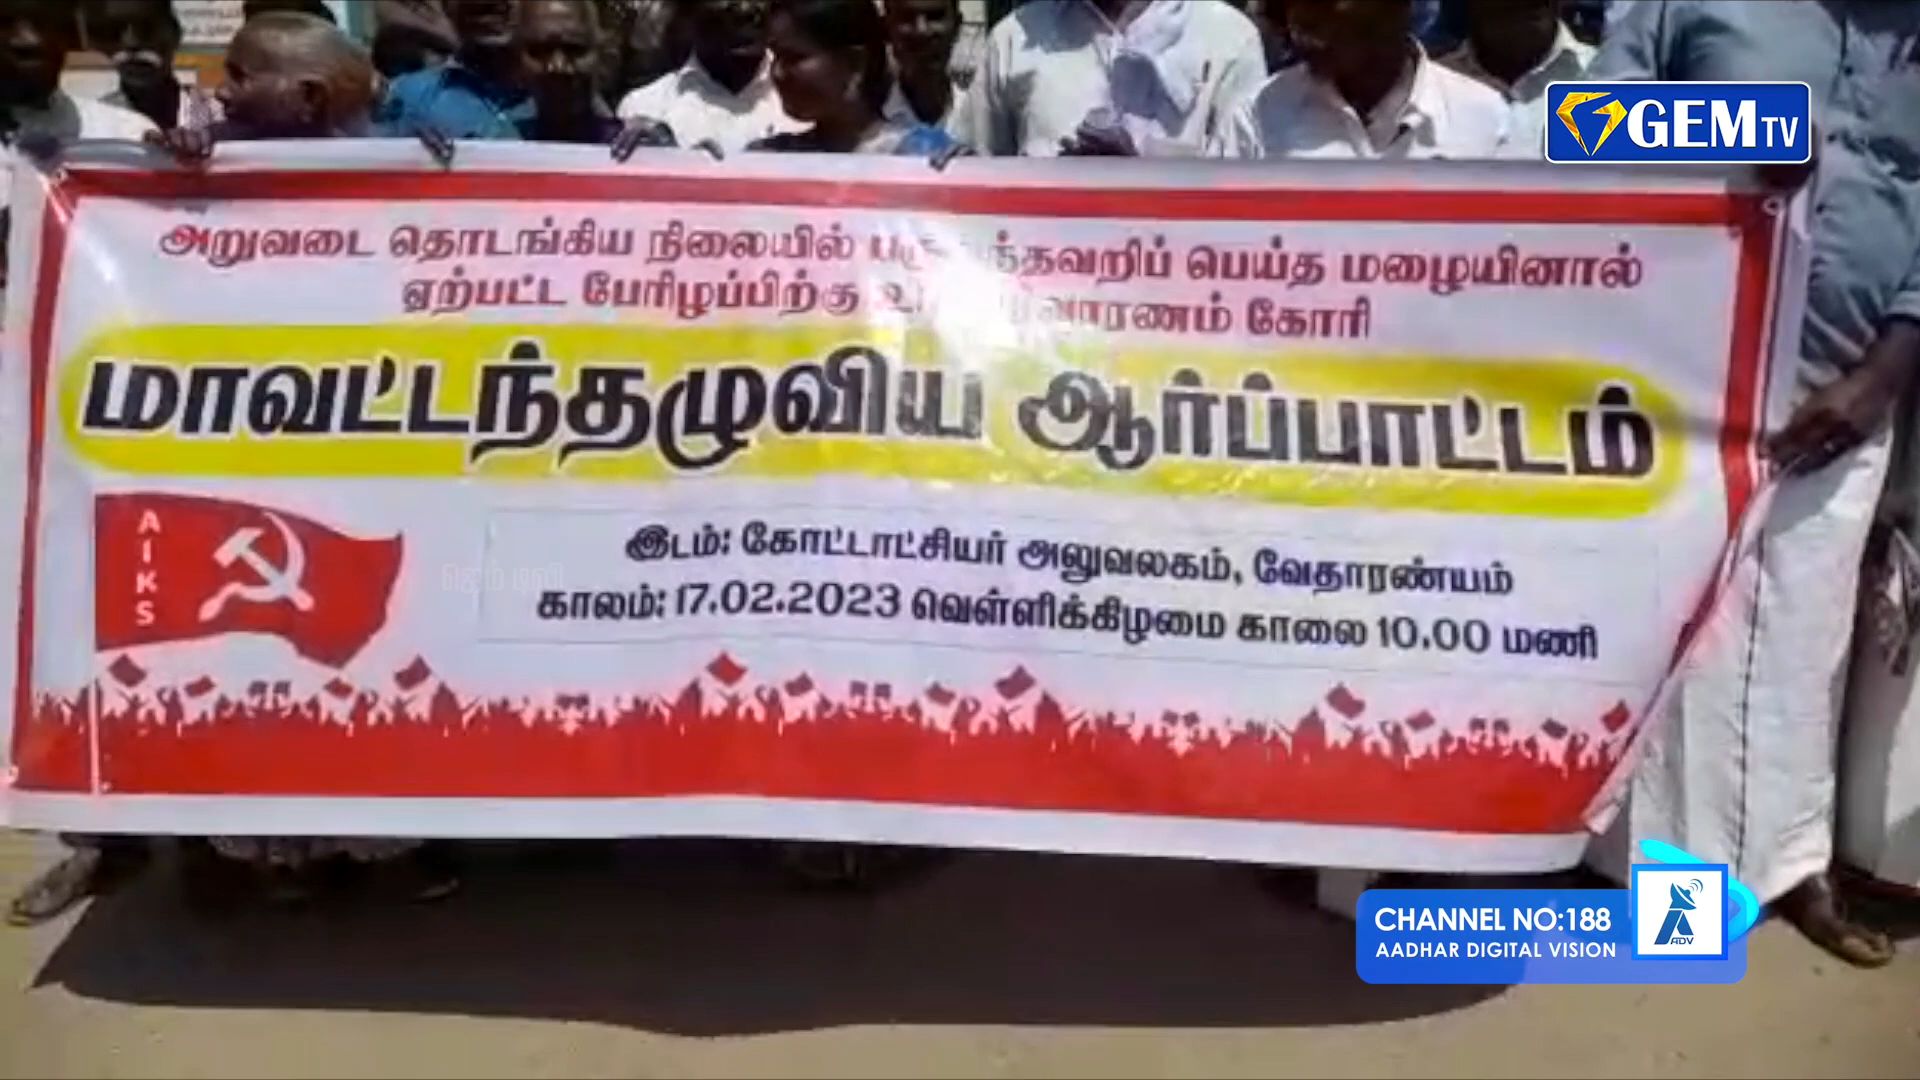 GEM TV
அறுவடை தொடங்கிய நிலையில் பெய்த மழையினால்
ஏற்பட்ட பேரிழப்பிற்கு கோரி
மாவட்டந்தழுவிய ஆர்ப்பாட்டம்
AIKS
இடம்: கோட்டாட்சியர் அலுவலகம், வேதாரண்யம்
காலம்: 17.02.2023 வெள்ளிக்கிழமை காலை 10.00 மணி
CHANNEL NO:188
AADHAR DIGITAL VISION
ADV